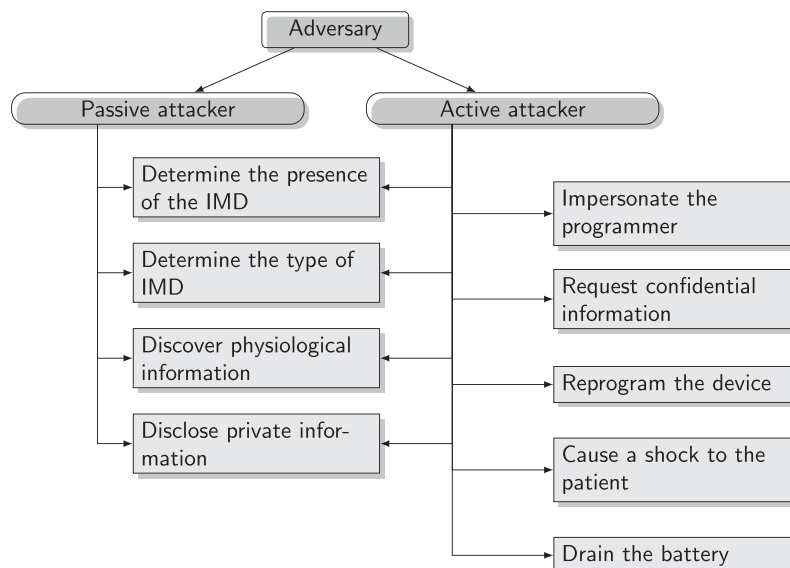 Adversary
Passive attacker
Active attacker
Determine the presence
of the IMD
Determine the type of
IMD
Discover physiological
information
Disclose private infor-
mation
Impersonate the
programmer
Request confidential
information
Reprogram the device
Cause a shock to the
patient
Drain the battery